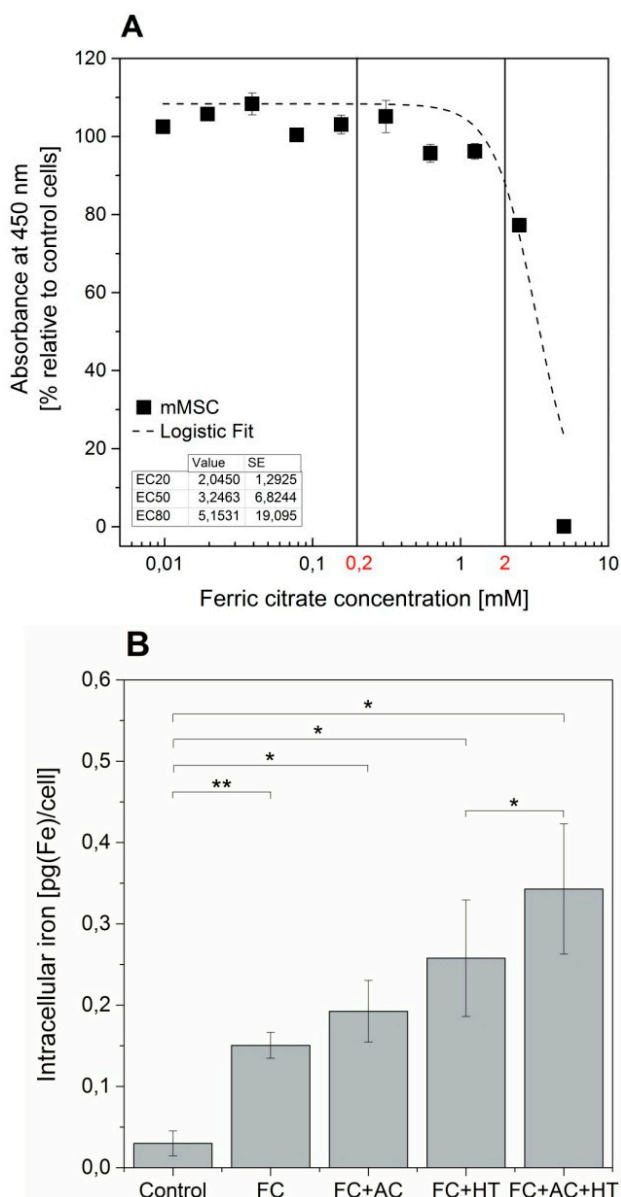 A
120
100
80
60
40
20
0
Absorbance at 450 nm
[% relative to control cells]
mMSC
Logistic Fit
Value SE
EC20 2,0450 1,2925
EC50 3,2463 6,8244
EC80 5,1531 19,095
0,01 0,1 0,2 1 2 10
Ferric citrate concentration [mM]
B
0,6
0,5
0,4
0,3
0,2
0,1
0,0
Intracellular iron [pg(Fe)/cell]
*
*
*
**
*
Control FC FC+AC FC+HT FC+AC+HT